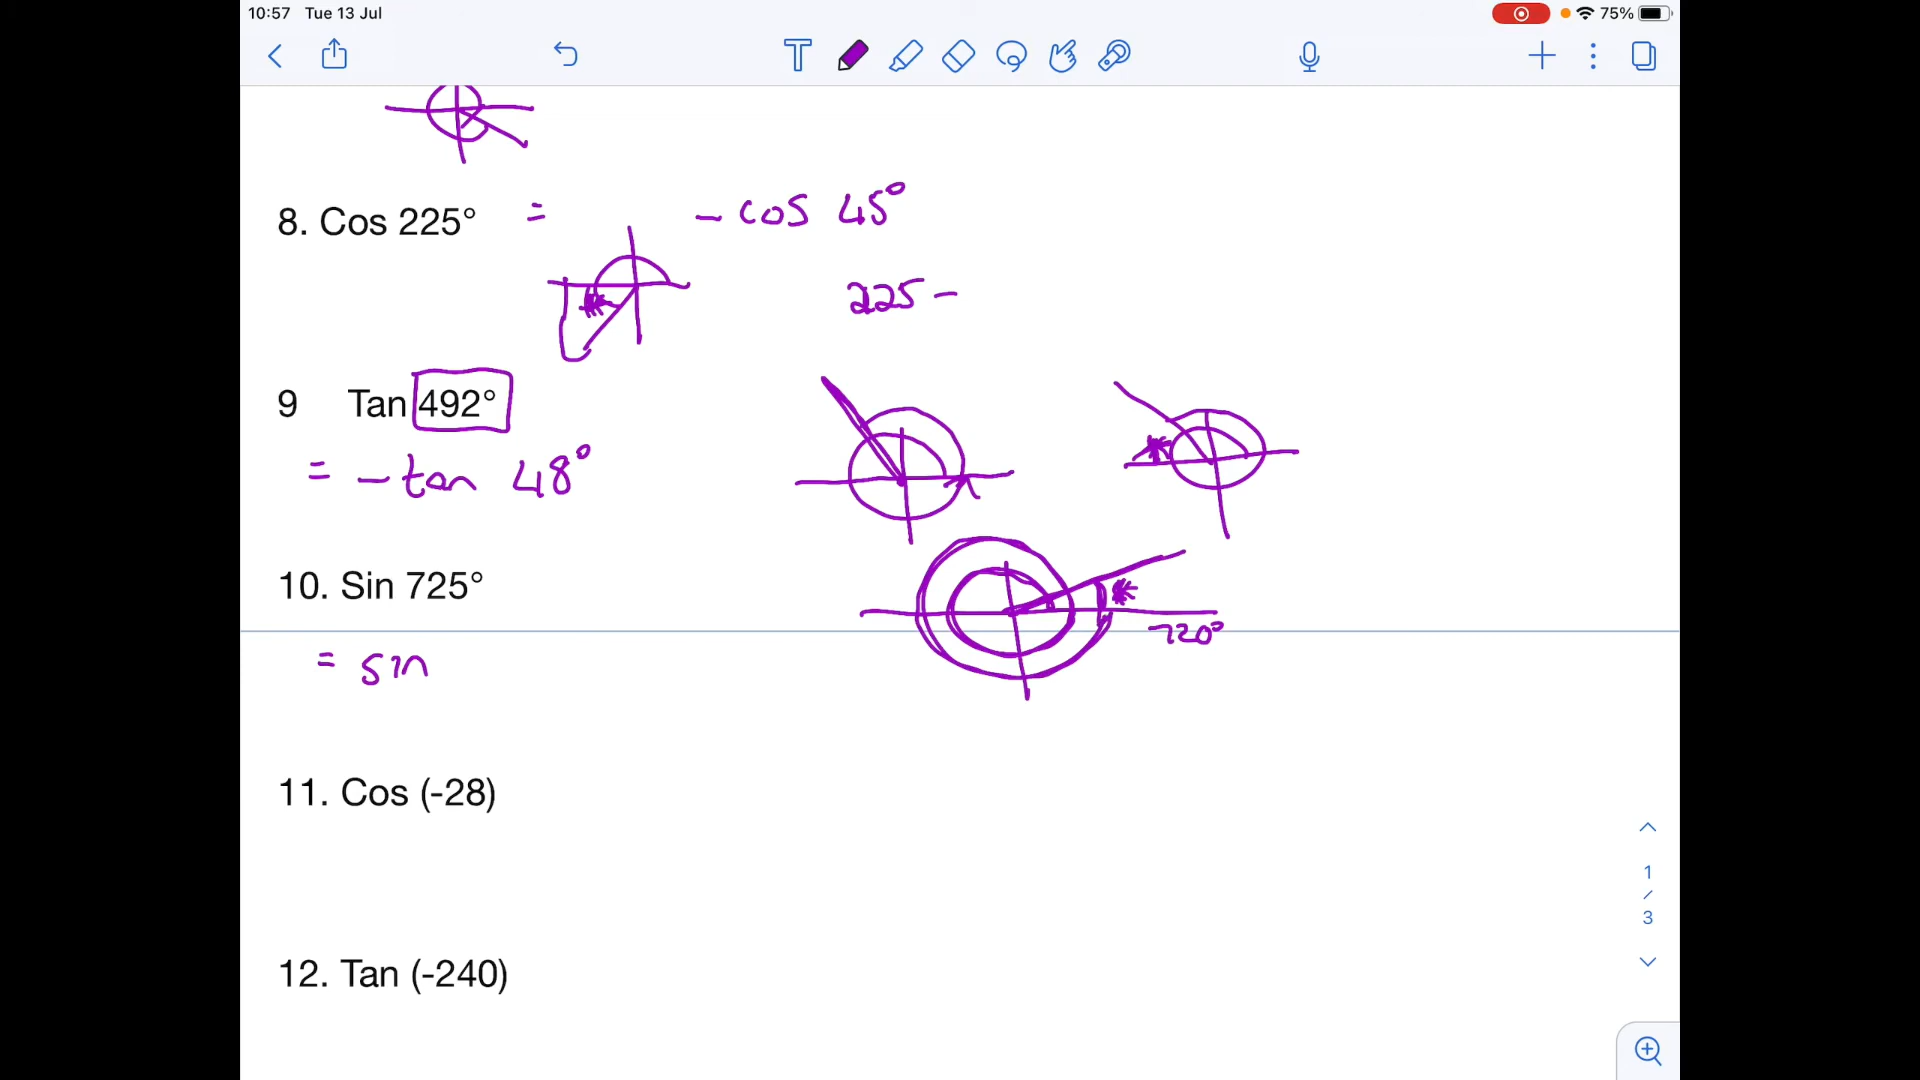 10:57 Tue 13 Jul
75%
8. Cos 225° = - cos 45°
225 -
9 Tan 492°
= - tan 48°
10. Sin 725°
720°
= sin
11. Cos (-28)
12. Tan (-240)
1
/
3